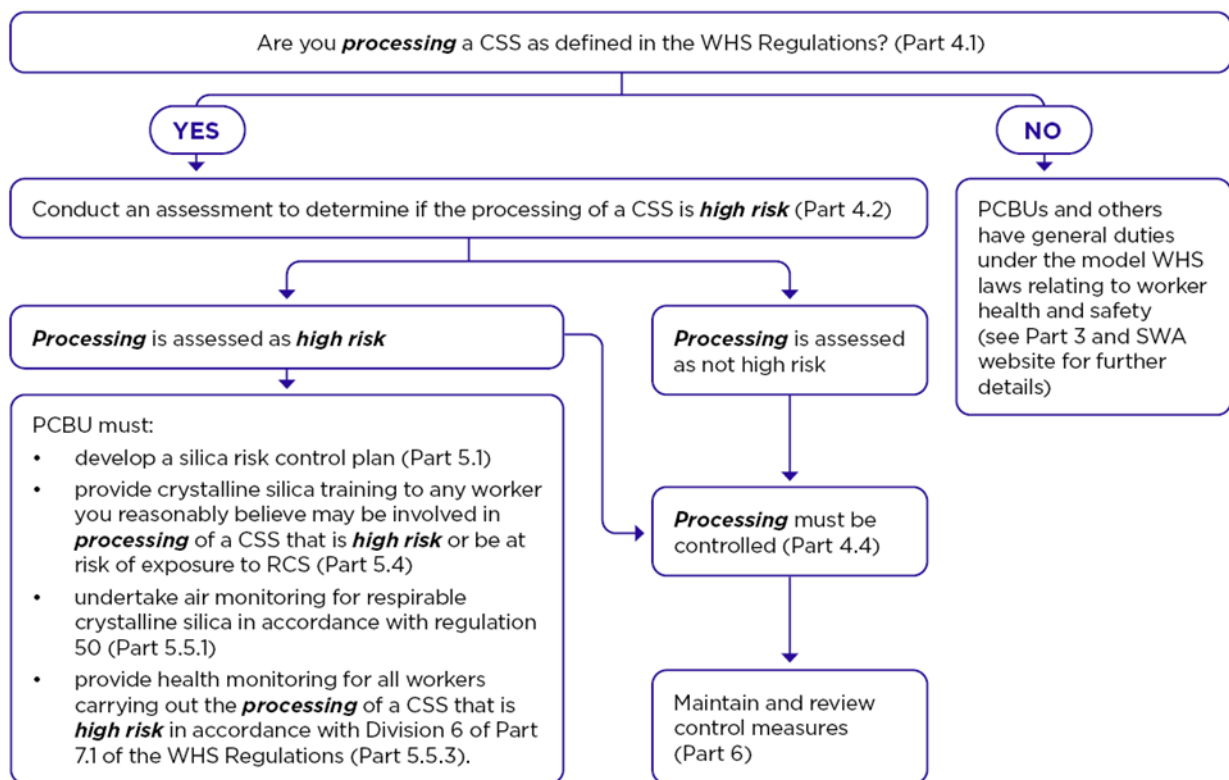 Are you processing a CSS as defined in the WHS Regulations? (Part 4.1)
YES
NO
Conduct an assessment to determine if the processing of a CSS is high risk (Part 4.2)
PCBUs and others
have general duties
under the model WHS
laws relating to worker
health and safety
(see Part 3 and SWA
website for further
details)
Processing is assessed as high risk
Processing is assessed
as not high risk
PCBU must:
• develop a silica risk control plan (Part 5.1)
• provide crystalline silica training to any worker
you reasonably believe may be involved in
processing of a CSS that is high risk or be at
risk of exposure to RCS (Part 5.4)
• undertake air monitoring for respirable
crystalline silica in accordance with regulation
50 (Part 5.5.1)
• provide health monitoring for all workers
carrying out the processing of a CSS that is
high risk in accordance with Division 6 of Part
7.1 of the WHS Regulations (Part 5.5.3).
Processing must be
controlled (Part 4.4)
Maintain and review
control measures
(Part 6)